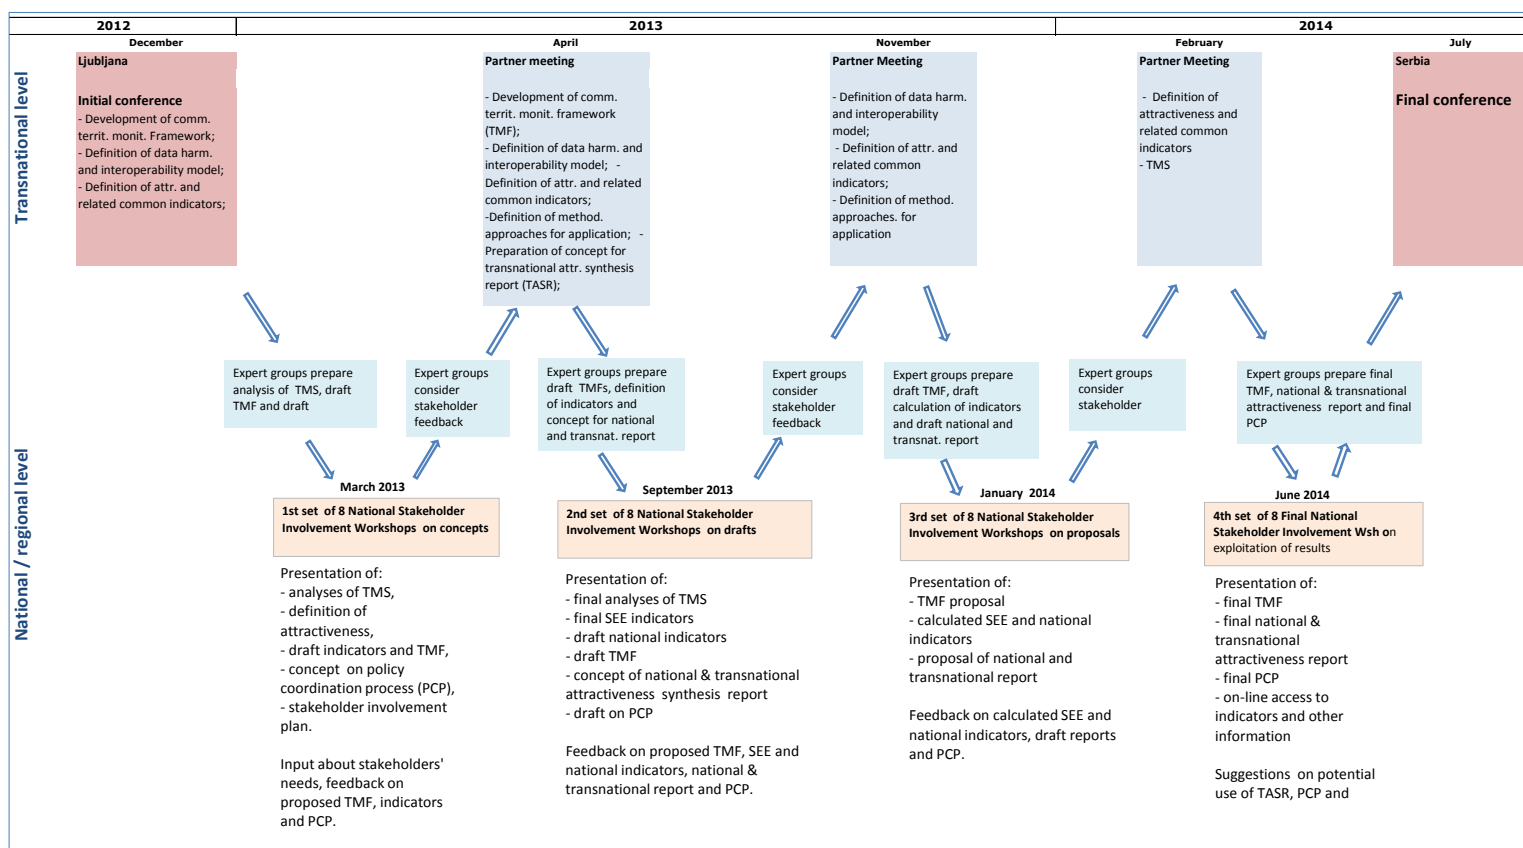 2012
2013
2014
December
April
November
February
July
Transnational level
Ljubljana
Initial conference
- Development of comm.
territ. monit. Framework;
- Definition of data harm.
and interoperability model;
- Definition of attr. and
related common indicators;
Partner meeting
- Development of comm.
territ. monit. framework
(TMF);
- Definition of data harm. and
interoperability model;  -
Definition of attr. and related
common indicators;
-Definition of method.
approaches for application;  -
Preparation of concept for
transnational attr. synthesis
report (TASR);
Partner Meeting
- Definition of data harm.
and interoperability
model;
- Definition of attr. and
related common
indicators;
- Definition of method.
approaches. for
application
Partner Meeting
- Definition of
attractiveness and
related common
indicators
- TMS
Serbia
Final conference
National / regional level
Expert groups prepare
analysis of TMS, draft
TMF and draft
Expert groups
consider
stakeholder
feedback
Expert groups prepare
draft TMFs, definition
of indicators and
concept for national
and transnat. report
Expert groups
consider
stakeholder
feedback
Expert groups prepare
draft TMF, draft
calculation of indicators
and draft national and
transnat. report
Expert groups
consider
stakeholder
Expert groups prepare final
TMF, national & transnational
attractiveness report and final
PCP
March 2013
1st set of 8 National Stakeholder
Involvement Workshops on concepts
Presentation of:
- analyses of TMS,
- definition of
attractiveness,
- draft indicators and TMF,
- concept on policy
coordination process (PCP),
- stakeholder involvement
plan.
Input about stakeholders'
needs, feedback on
proposed TMF, indicators
and PCP.
September 2013
2nd set of 8 National Stakeholder
Involvement Workshops on drafts
Presentation of:
- final analyses of TMS
- final SEE indicators
- draft national indicators
- draft TMF
- concept of national & transnational
attractiveness synthesis report
- draft on PCP
Feedback on proposed TMF, SEE and
national indicators, national &
transnational report and PCP.
January 2014
3rd set of 8 National Stakeholder
Involvement Workshops on proposals
Presentation of:
- TMF proposal
- calculated SEE and national
indicators
- proposal of national and
transnational report
Feedback on calculated SEE and
national indicators, draft reports
and PCP.
June 2014
4th set of 8 Final National
Stakeholder Involvement Wsh on
exploitation of results
Presentation of:
- final TMF
- final national &
transnational
attractiveness report
- final PCP
- on-line access to
indicators and other
information
Suggestions on potential
use of TASR, PCP and